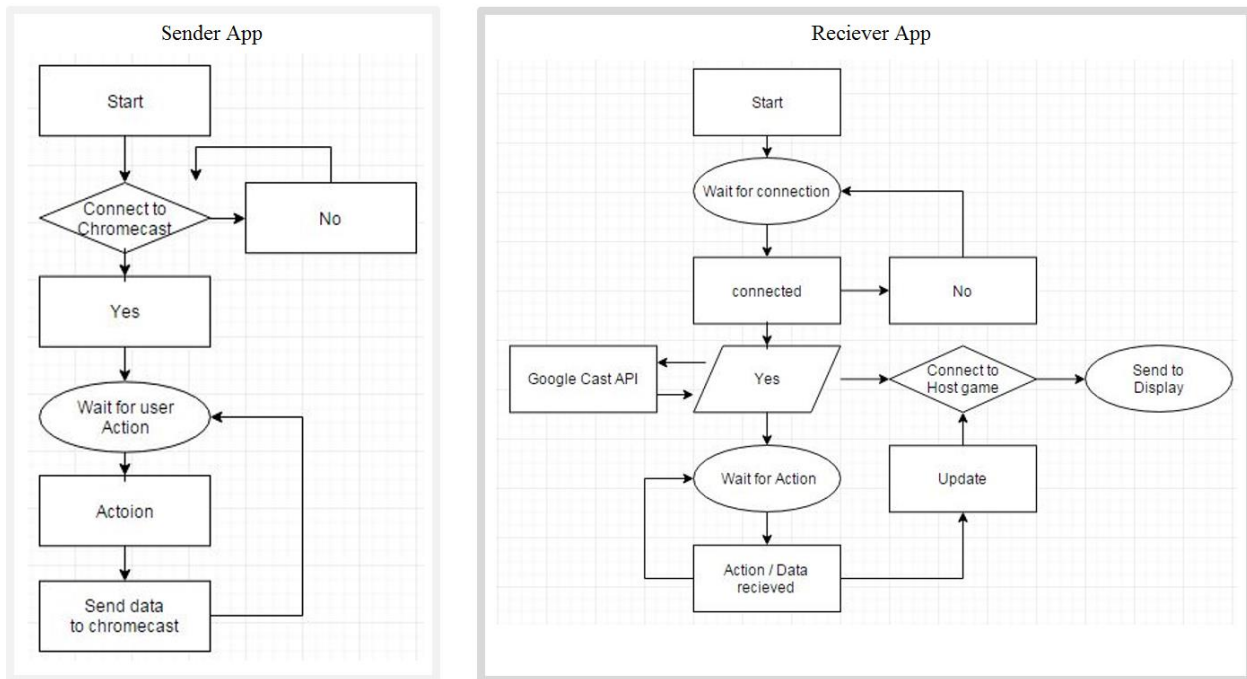 Sender App
Start
Connect to
Chromecast
No
Yes
Wait for user
Action
Actoion
Send data
to chromecast
Reciever App
Start
Wait for connection
connected
No
Google Cast API
Yes
Connect to
Host game
Send to
Display
Wait for Action
Update
Action / Data
recieved